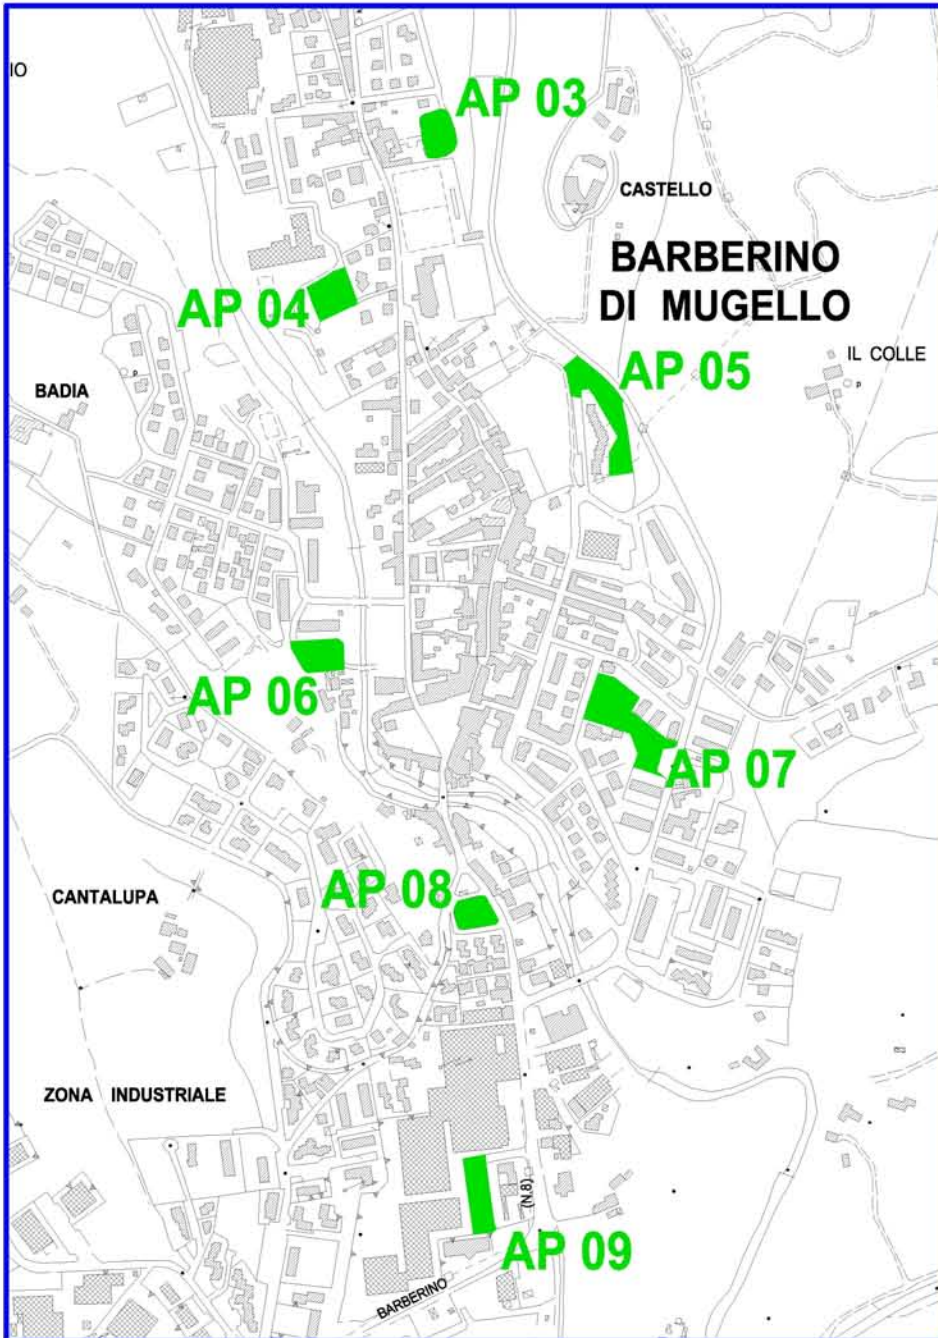 IO
AP 03
CASTELLO
BARBERINO
DI MUGELLO
AP 04
IL COLLE
P
AP 05
BADIA
P
AP 06
AP 07
AP 08
CANTALUPA
ZONA INDUSTRIALE
(N.8)
AP 09
BARBERINO